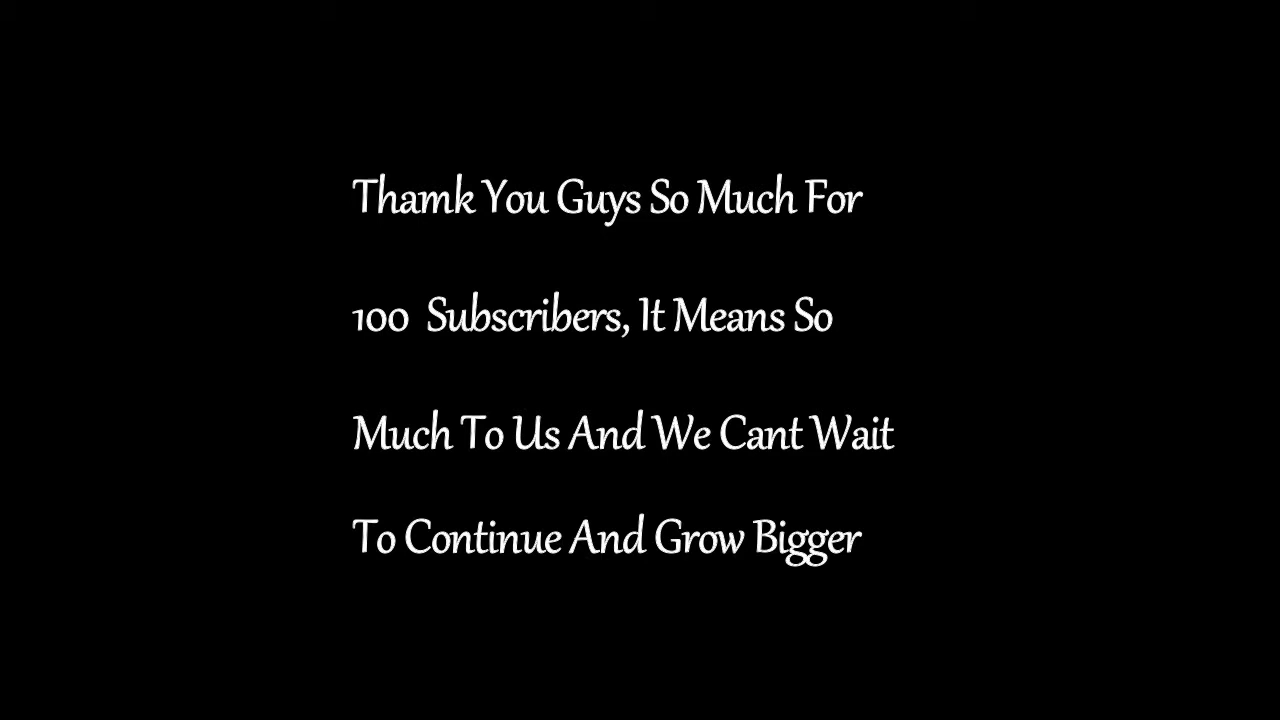 Thamk You Guys So Much For
100 Subscribers, It Means So
Much To Us And We Cant Wait
To Continue And Grow Bigger